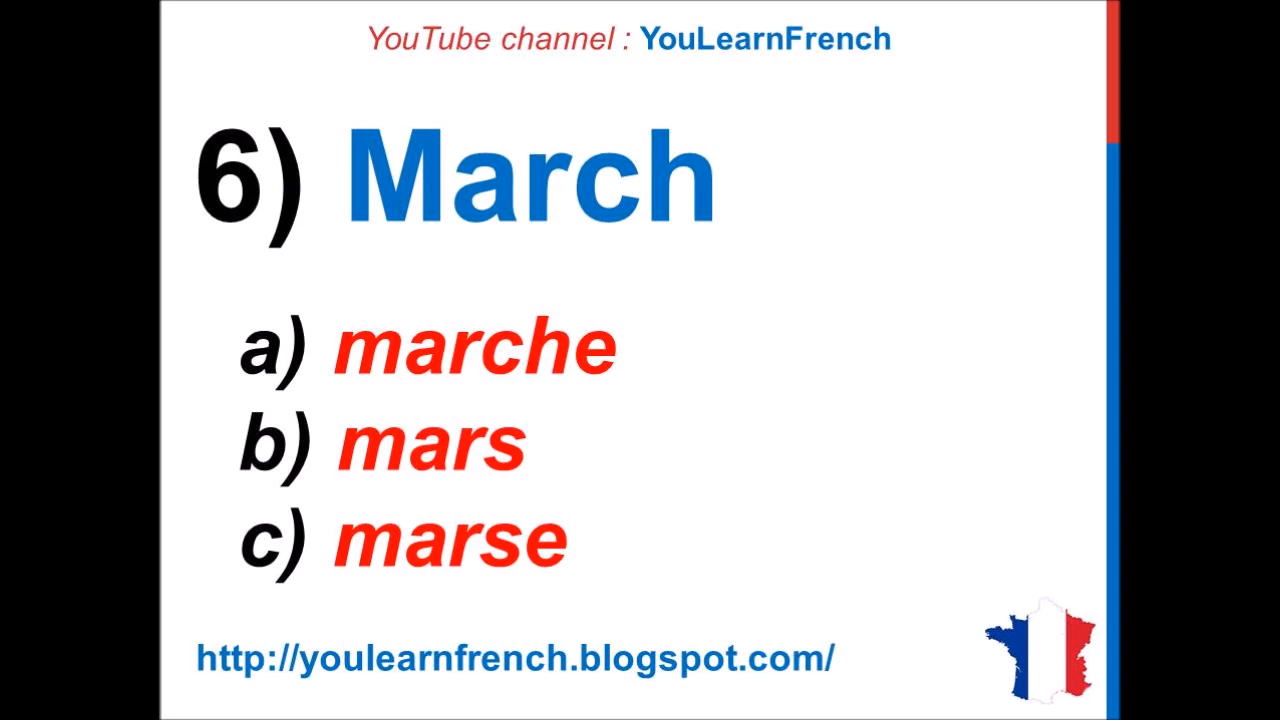 YouTube channel : YouLearnFrench
6) March
a) marche
b) mars
c) marse
http://youlearnfrench.blogspot.com/